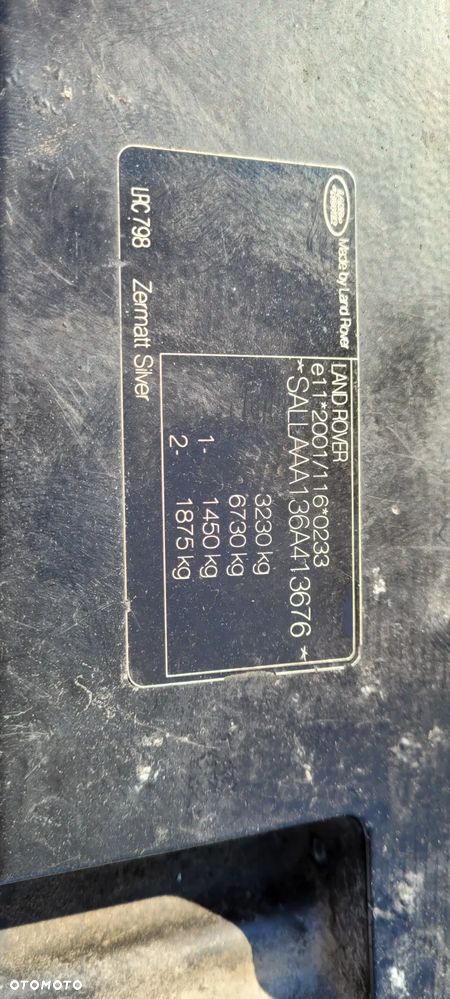 LAND ROVER
Made by Land Rover
LAND ROVER
e11*2001/116*0233
*SALLAAA136A413676*
3230 kg
6730 kg
1- 1450 kg
2- 1875 kg
LRC 798 Zermatt Silver
OTOMOTO
OTOMOTO